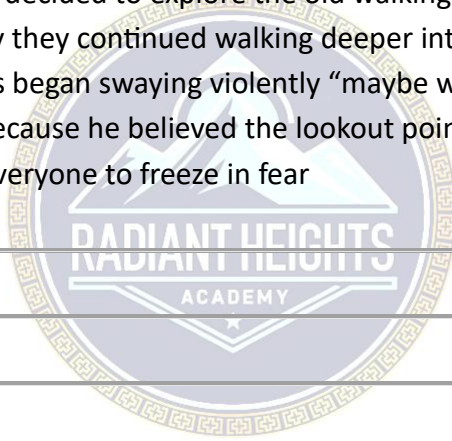 decided to explore the old walking
they continued walking deeper int
s began swaying violently “maybe w
ecause he believed the lookout poin
veryone to freeze in fear
RADIANT HEIGHTS
ACADEMY